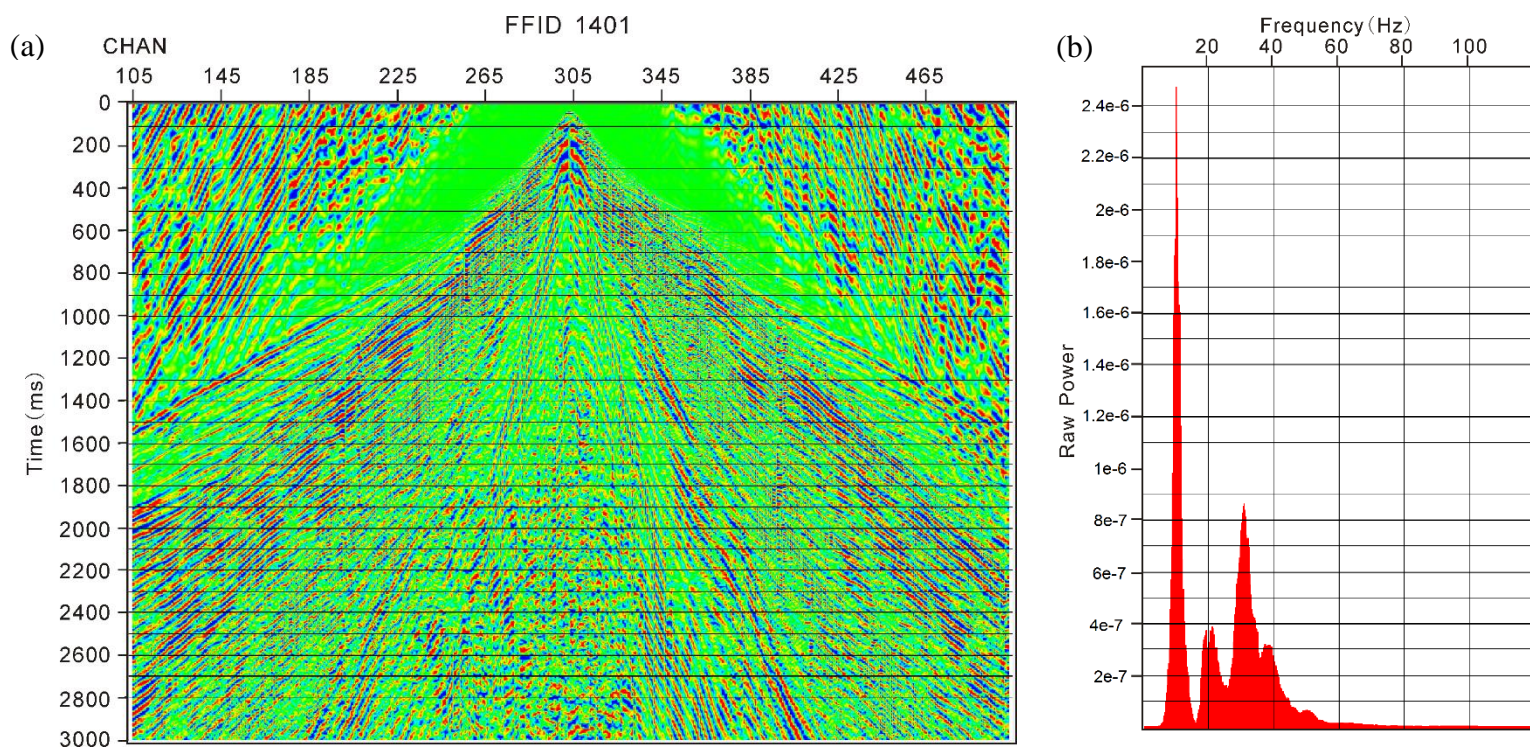 (a)
FFID 1401
CHAN
105 145 185 225 265 305 345 385 425 465
0
200
400
600
800
1000
1200
1400
1600
1800
2000
2200
2400
2600
2800
3000
Time(ms)
(b)
Frequency(Hz)
20 40 60 80 100
2.4e-6
2.2e-6
2e-6
1.8e-6
1.6e-6
1.4e-6
1.2e-6
1e-6
8e-7
6e-7
4e-7
2e-7
Raw Power